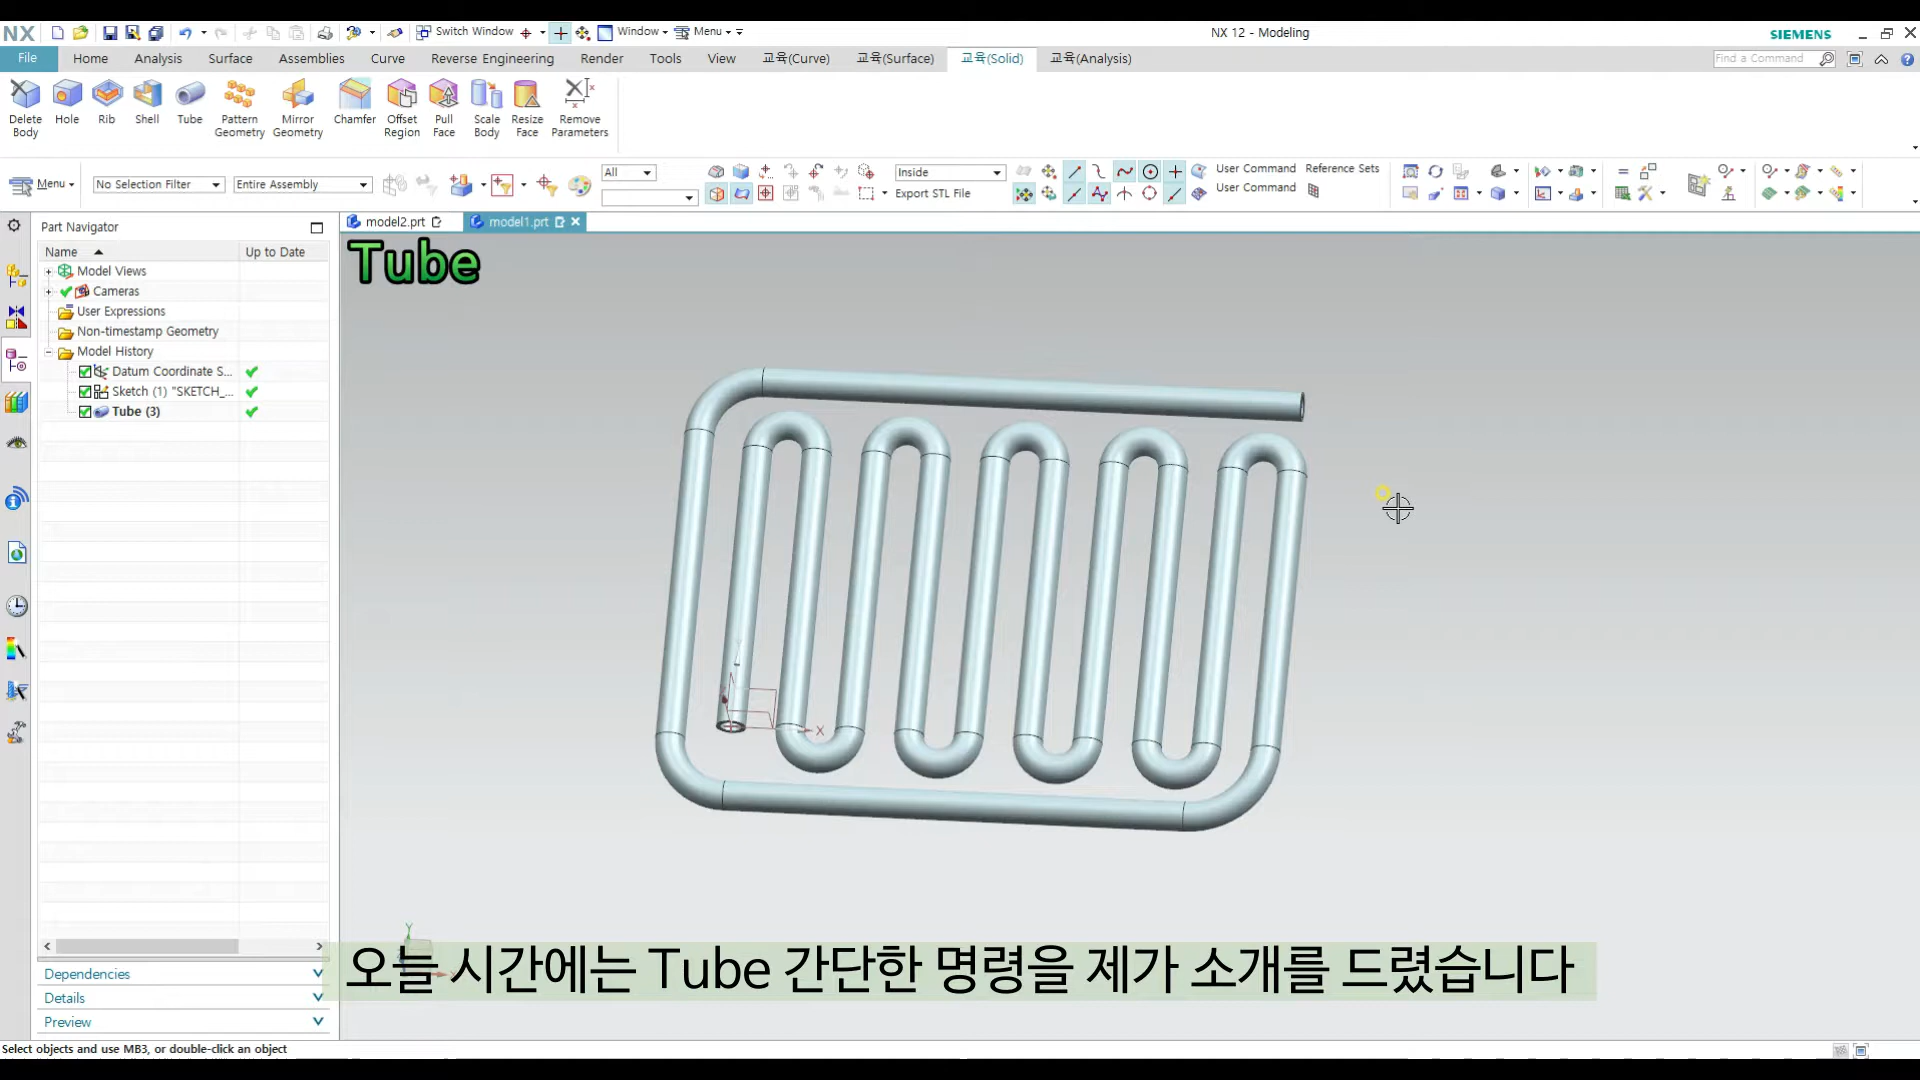 NX
Switch Window
Window
Menu
NX 12 - Modeling
SIEMENS
File
Home
Analysis
Surface
Assemblies
Curve
Reverse Engineering
Render
Tools
View
교육(Curve)
교육(Surface)
교육(Solid)
교육(Analysis)
Find a Command
Delete Body
Hole
Rib
Shell
Tube
Pattern Geometry
Mirror Geometry
Chamfer
Offset Region
Pull Face
Scale Body
Resize Face
Remove Parameters
Menu
No Selection Filter
Entire Assembly
All
Inside
Export STL File
User Command
User Command
Reference Sets
Part Navigator
model2.prt
model1.prt
Name
Up to Date
Model Views
Cameras
User Expressions
Non-timestamp Geometry
Model History
Datum Coordinate S...
Sketch (1) "SKETCH_...
Tube (3)
Tube
X
Y
오늘 시간에는 Tube 간단한 명령을 제가 소개를 드렸습니다
Dependencies
Details
Preview
Select objects and use MB3, or double-click an object